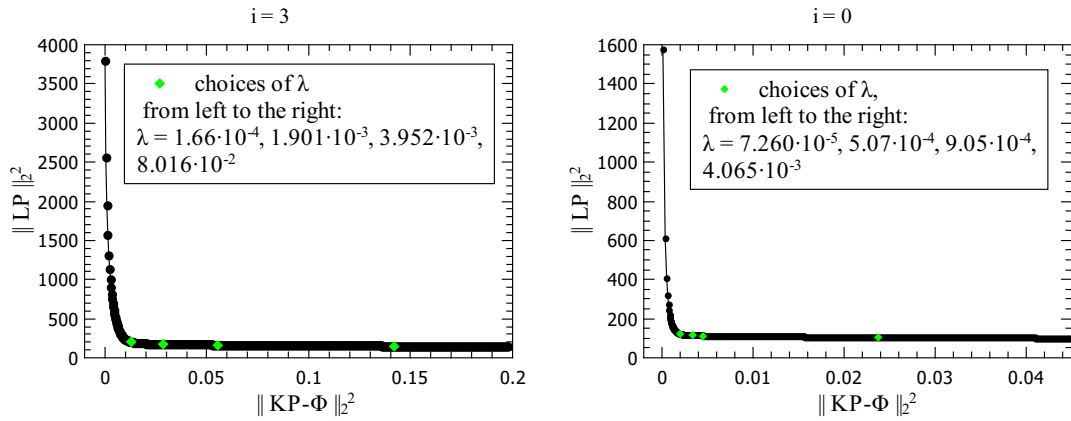 i = 3
4000
3500
3000
2500
2000
1500
1000
500
0
|| LP ||₂²
choices of λ
from left to the right:
λ = 1.66·10⁻⁴, 1.901·10⁻³, 3.952·10⁻³,
8.016·10⁻²
0 0.05 0.1 0.15 0.2
|| KP-Φ ||₂²
i = 0
1600
1400
1200
1000
800
600
400
200
0
|| LP ||₂²
choices of λ,
from left to the right:
λ = 7.260·10⁻⁵, 5.07·10⁻⁴, 9.05·10⁻⁴,
4.065·10⁻³
0 0.01 0.02 0.03 0.04
|| KP-Φ ||₂²